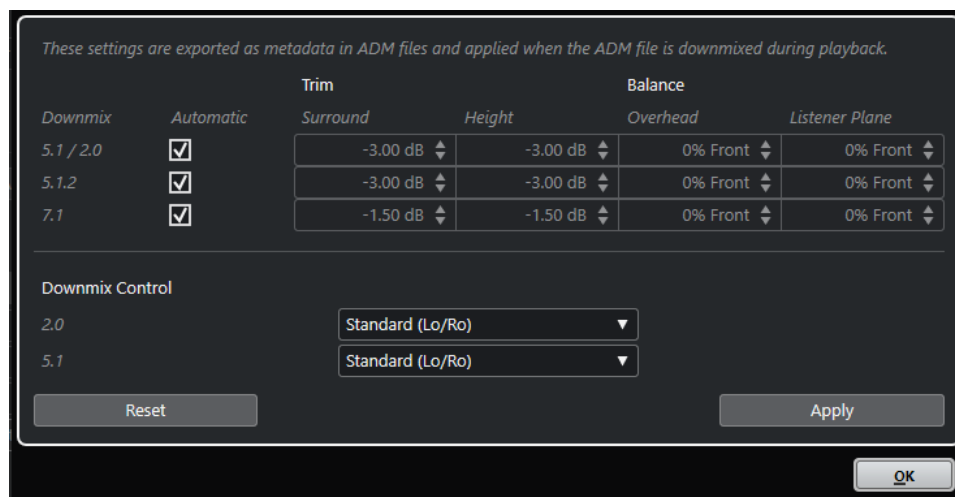 These settings are exported as metadata in ADM files and applied when the ADM file is downmixed during playback.
Trim Balance
Downmix Automatic Surround Height Overhead Listener Plane
5.1 / 2.0 -3.00 dB -3.00 dB 0% Front 0% Front
5.1.2 -3.00 dB -3.00 dB 0% Front 0% Front
7.1 -1.50 dB -1.50 dB 0% Front 0% Front
Downmix Control
2.0 Standard (Lo/Ro)
5.1 Standard (Lo/Ro)
Reset Apply
OK